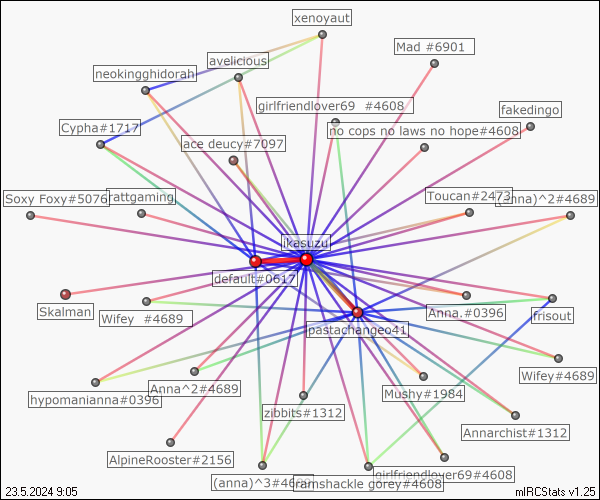 xenoyaut
Mad #6901
avelicious
neokingghidorah
girlfriendlover69 #4608
fakedingo
Cypha#1717
no cops no laws no hope#4608
ace deucy#7097
Soxy Foxy#5076
rattgaming
Toucan#2473
nna)^2#4689
ikasuzu
default#0617
Skalman
Wifey #4689
Anna.#0396
frisout
pastachangeo41
Wifey#4689
hypomanianna#0396
Anna^2#4689
Mushy#1984
zibbits#1312
Annarchist#1312
AlpineRooster#2156
girlfriendlover69#4608
(anna)^3#4689
ramshackle gorey#4608
23.5.2024 9:05
mIRCStats v1.25